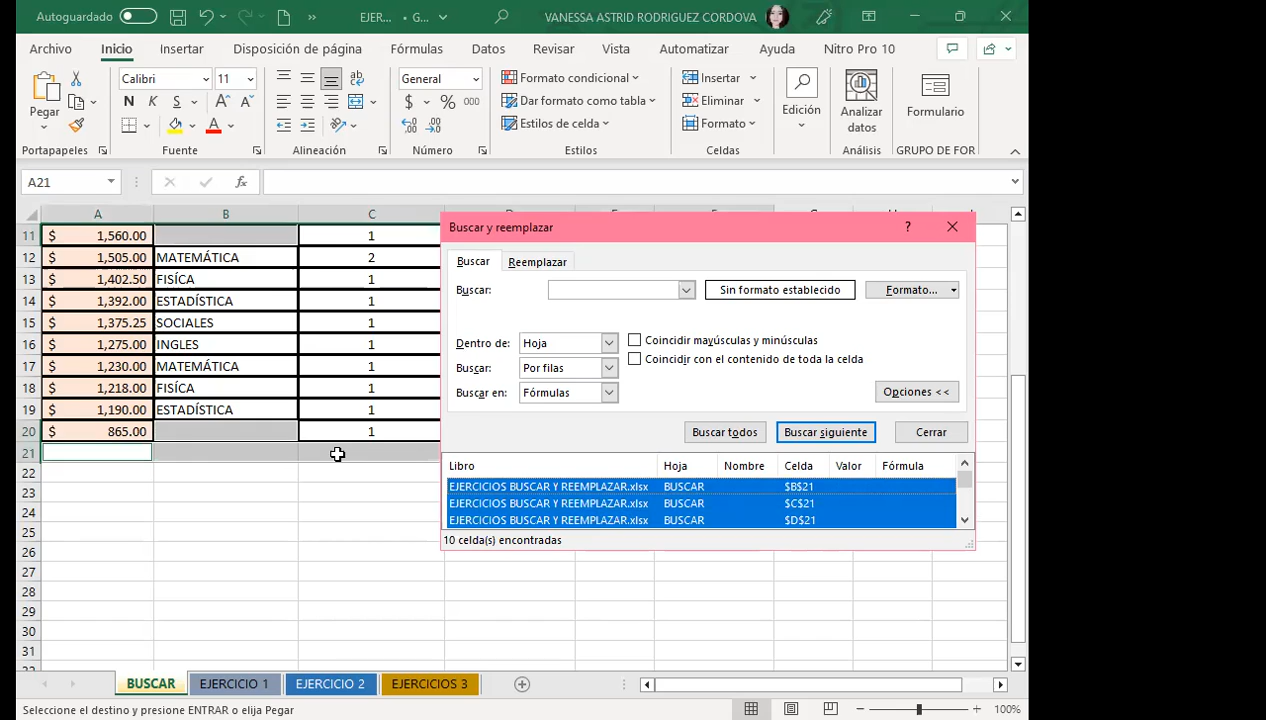 Autoguardado EJER... • G... VANESSA ASTRID RODRIGUEZ CORDOVA
Archivo Inicio Insertar Disposición de página Fórmulas Datos Revisar Vista Automatizar Ayuda Nitro Pro 10
Pegar Calibri 11 General Formato condicional Insertar Edición Analizar datos Formulario
N K S A A $ % 000 Dar formato como tabla Eliminar
A Estilos de celda Formato
Portapapeles Fuente Alineación Número Estilos Celdas Análisis GRUPO DE FOR
A21 fx
A B C
11 $ 1,560.00 1
12 $ 1,505.00 MATEMÁTICA 2
13 $ 1,402.50 FISÍCA 1
14 $ 1,392.00 ESTADÍSTICA 1
15 $ 1,375.25 SOCIALES 1
16 $ 1,275.00 INGLES 1
17 $ 1,230.00 MATEMÁTICA 1
18 $ 1,218.00 FISÍCA 1
19 $ 1,190.00 ESTADÍSTICA 1
20 $ 865.00 1
21
22
23
24
25
26
27
28
29
30
31
Buscar y reemplazar ?
Buscar Reemplazar
Buscar: Sin formato establecido Formato...
Dentro de: Hoja Coincidir mayúsculas y minúsculas
Buscar: Por filas Coincidir con el contenido de toda la celda
Buscar en: Fórmulas Opciones <<
Buscar todos Buscar siguiente Cerrar
Libro Hoja Nombre Celda Valor Fórmula
EJERCICIOS BUSCAR Y REEMPLAZAR.xlsx BUSCAR $B$21
EJERCICIOS BUSCAR Y REEMPLAZAR.xlsx BUSCAR $C$21
EJERCICIOS BUSCAR Y REEMPLAZAR.xlsx BUSCAR $D$21
10 celda(s) encontradas
BUSCAR EJERCICIO 1 EJERCICIO 2 EJERCICIOS 3
Seleccione el destino y presione ENTRAR o elija Pegar 100%